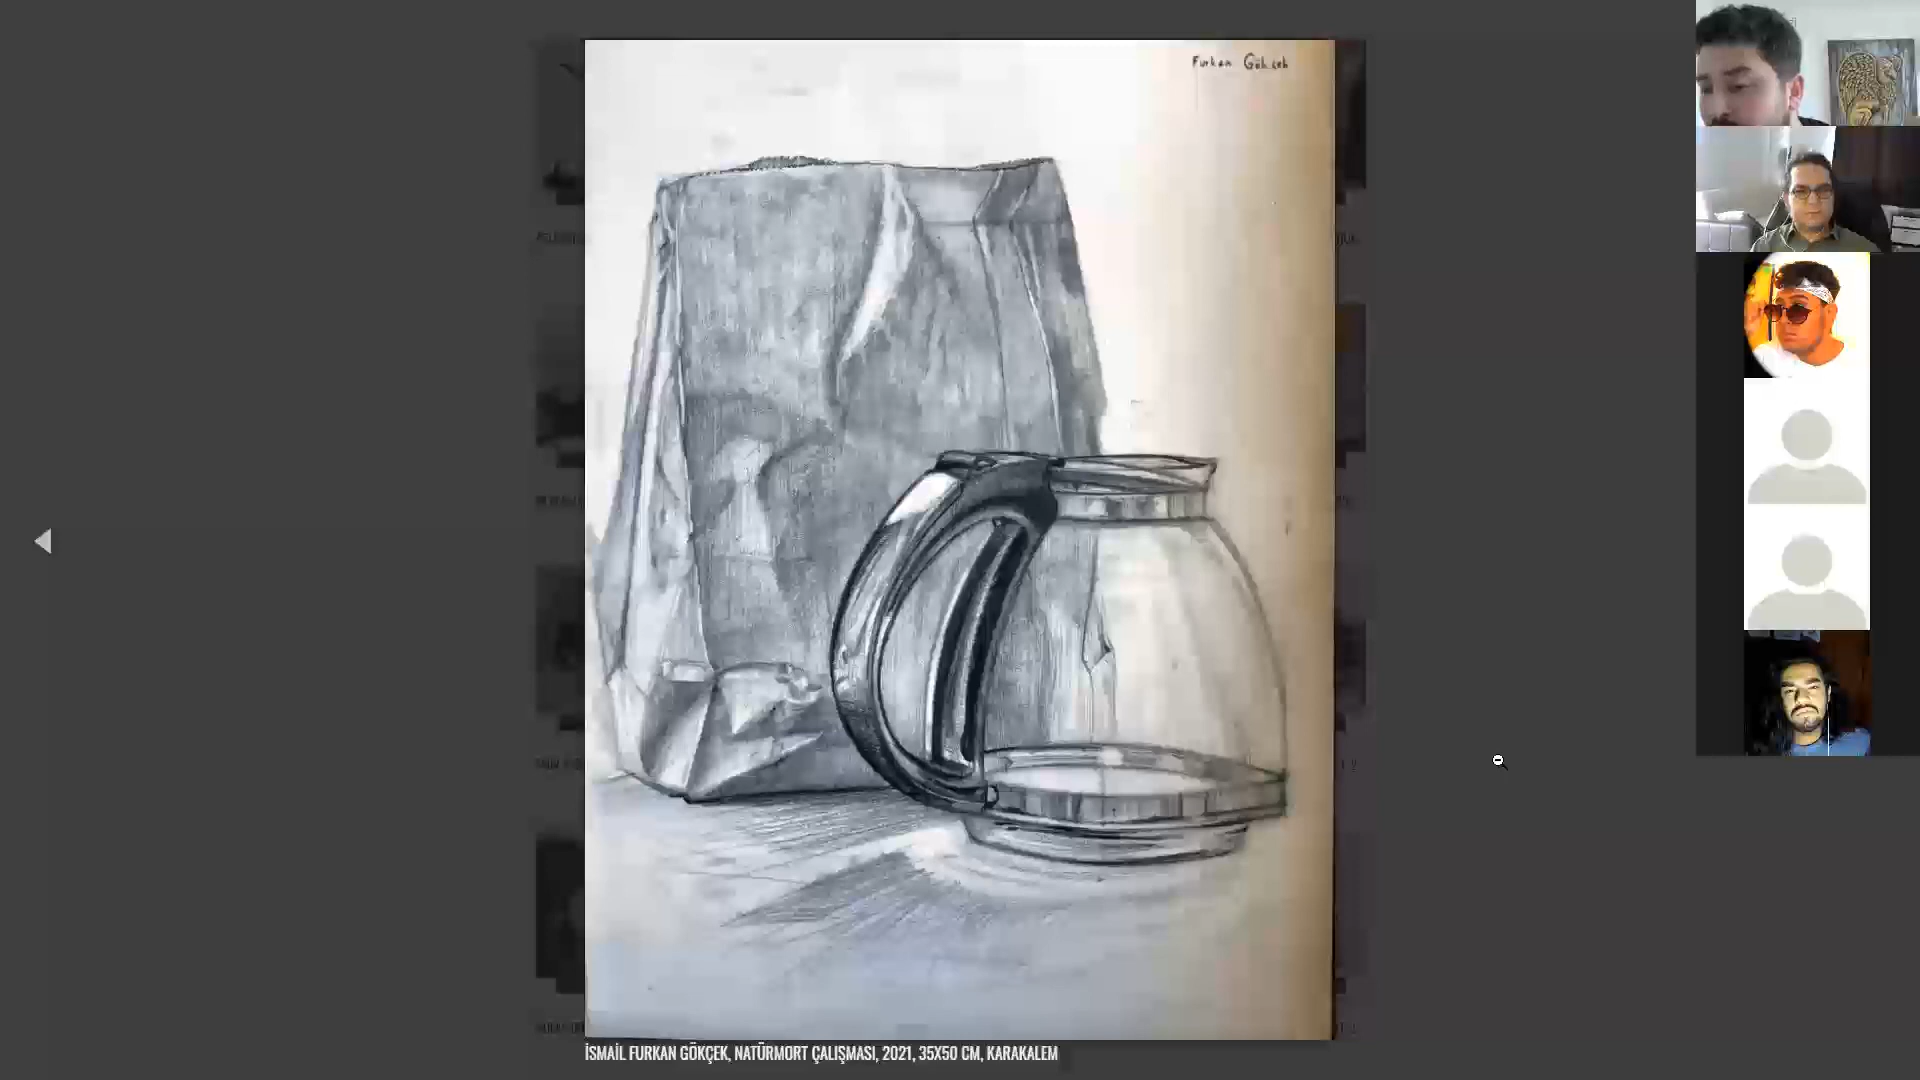 Furkan Gökçek
İSMAİL FURKAN GÖKÇEK, NATÜRMORT ÇALIŞMASI, 2021, 35X50 CM, KARAKALEM